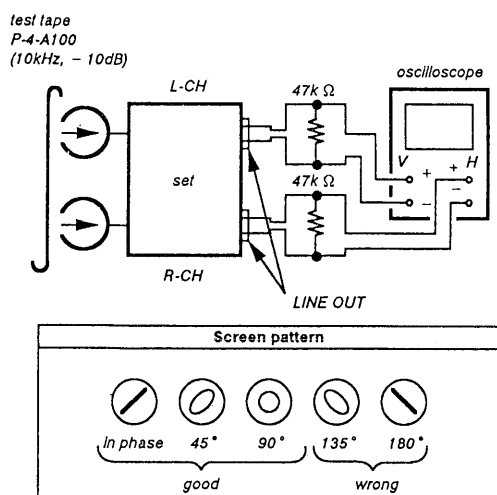 test tape
P-4-A100
(10kHz, - 10dB)
L-CH
47k Ω
oscilloscope
V
+
+
H
-
-
set
47k Ω
R-CH
LINE OUT
Screen pattern
In phase 45° 90° 135° 180°
good wrong